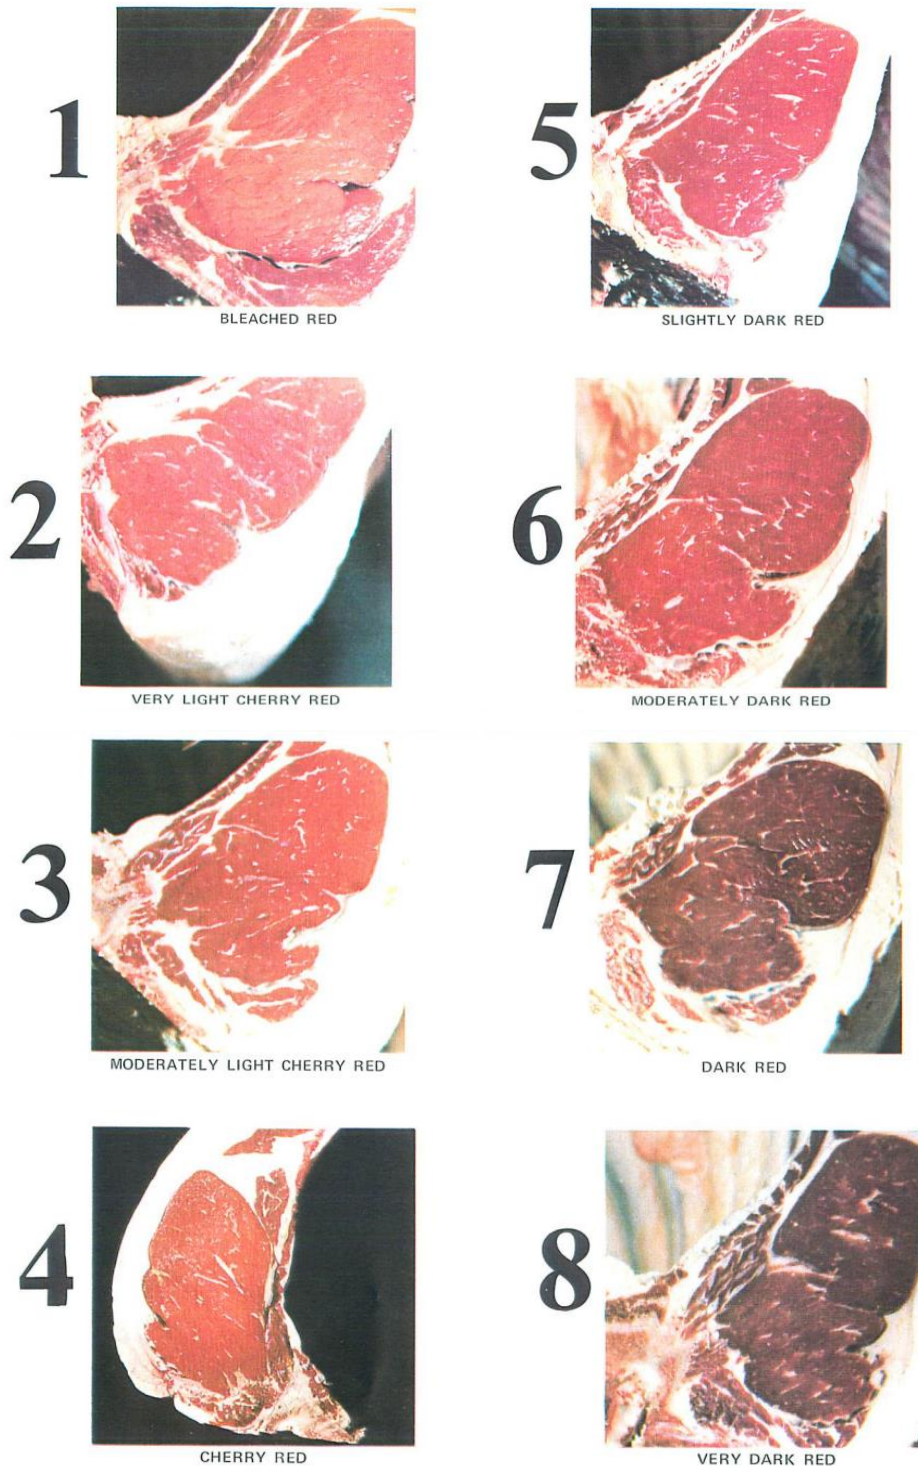 1
BLEACHED RED
2
VERY LIGHT CHERRY RED
3
MODERATELY LIGHT CHERRY RED
4
CHERRY RED
5
SLIGHTLY DARK RED
6
MODERATELY DARK RED
7
DARK RED
8
VERY DARK RED